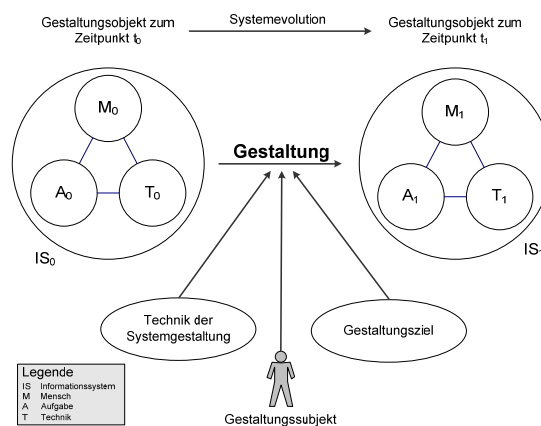 Gestaltungsobjekt zum
Zeitpunkt t₀
Systemevolution
Gestaltungsobjekt zum
Zeitpunkt t₁
M₀
A₀
T₀
IS₀
Gestaltung
M₁
A₁
T₁
IS₁
Technik der
Systemgestaltung
Gestaltungsziel
Gestaltungssubjekt
Legende
IS Informationssystem
M Mensch
A Aufgabe
T Technik